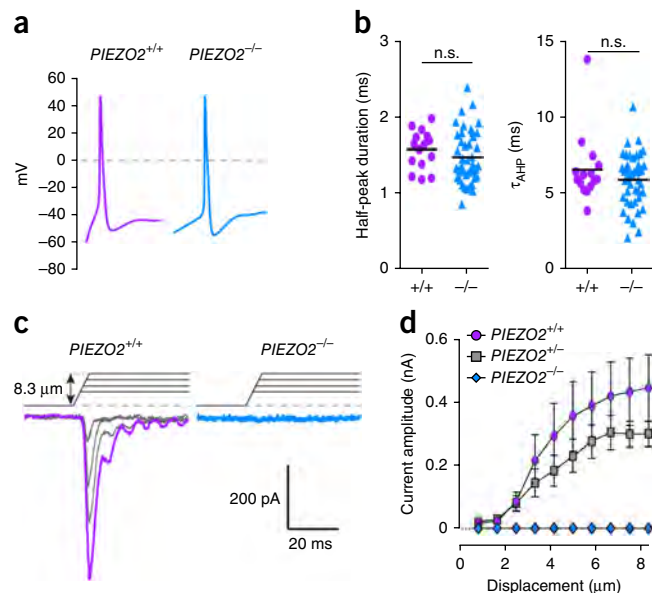 a
PIEZO2+/+ PIEZO2−/−
60
40
20
0
−20
−40
−60
−80
mV
b
n.s.
3
2
1
0
Half-peak duration (ms)
+/+ −/−
n.s.
15
10
5
0
τAHP (ms)
+/+ −/−
c
PIEZO2+/+ PIEZO2−/−
8.3 μm
200 pA
20 ms
d
PIEZO2+/+
PIEZO2+/−
PIEZO2−/−
0.6
0.4
0.2
0
Current amplitude (nA)
0 2 4 6 8
Displacement (μm)